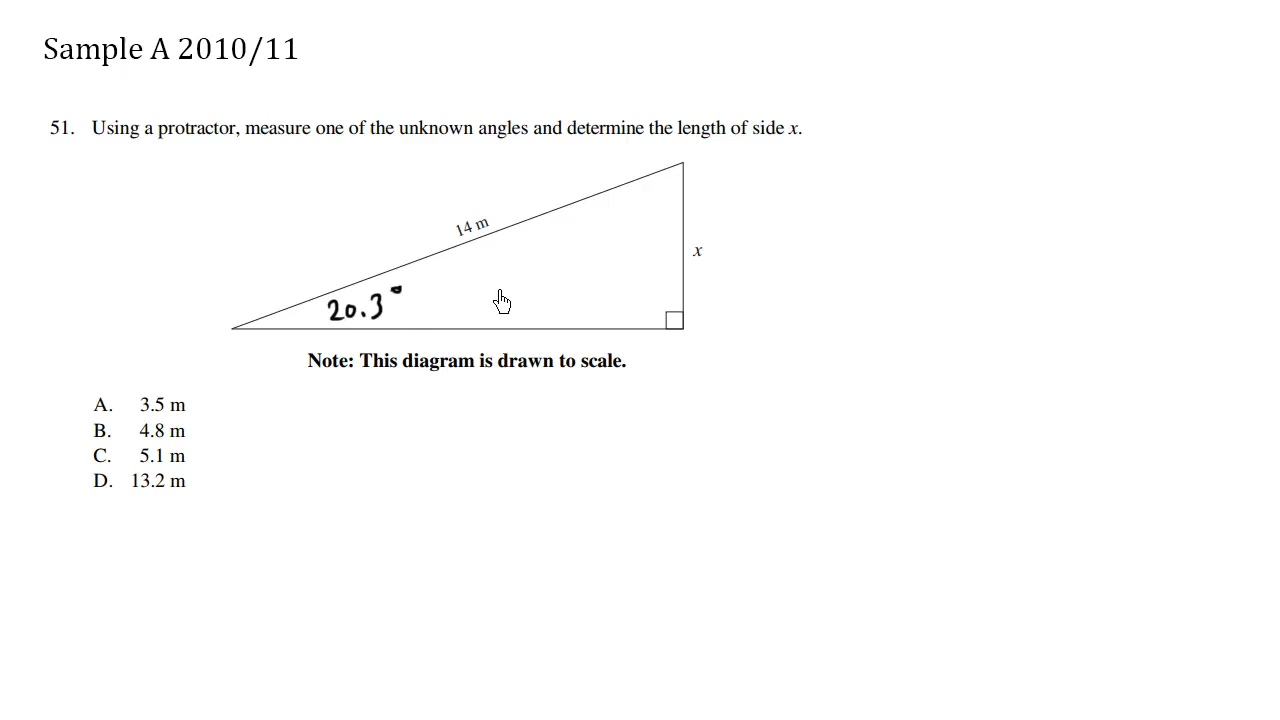 Sample A 2010/11
51. Using a protractor, measure one of the unknown angles and determine the length of side x.
14 m
x
20.3°
Note: This diagram is drawn to scale.
A. 3.5 m
B. 4.8 m
C. 5.1 m
D. 13.2 m